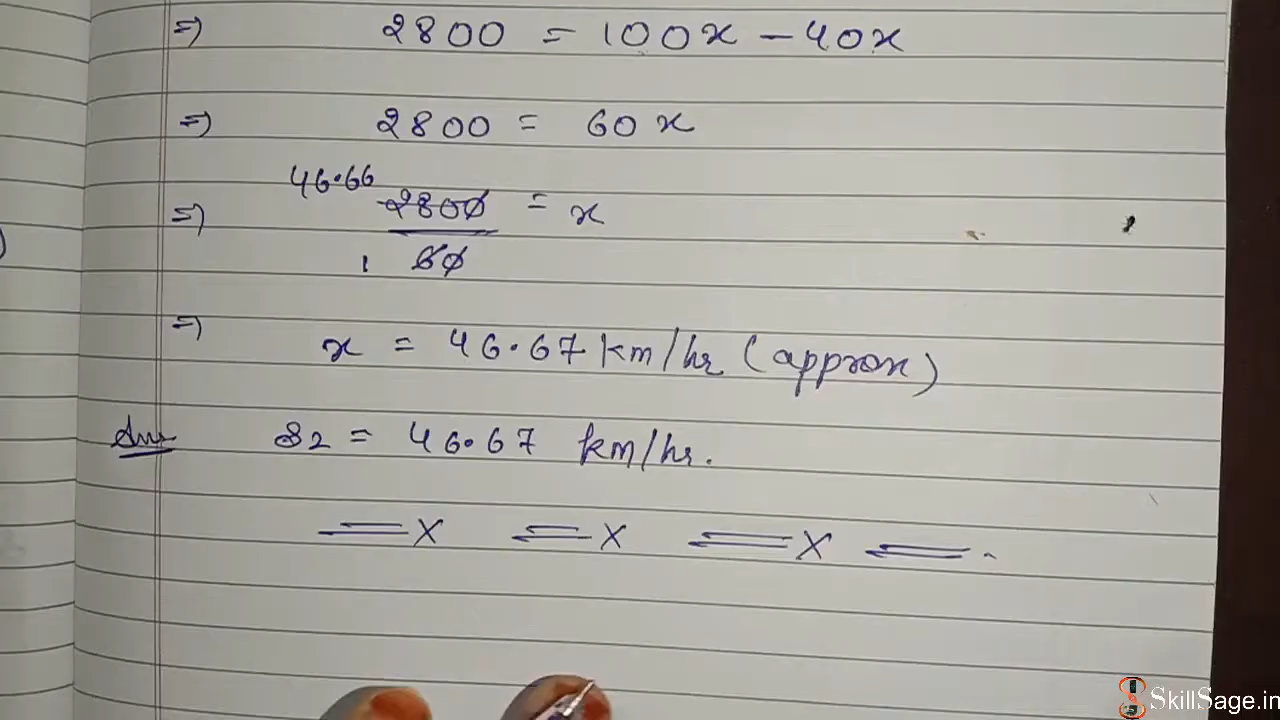 ⇒ 2800 = 100x - 40x
⇒ 2800 = 60x
46.66
⇒ 2800 = x
1 60
⇒ x = 46.67 km/hr (approx)
Ans S2 = 46.67 km/hr.
══X ══X ══X ══.
SkillSage.in